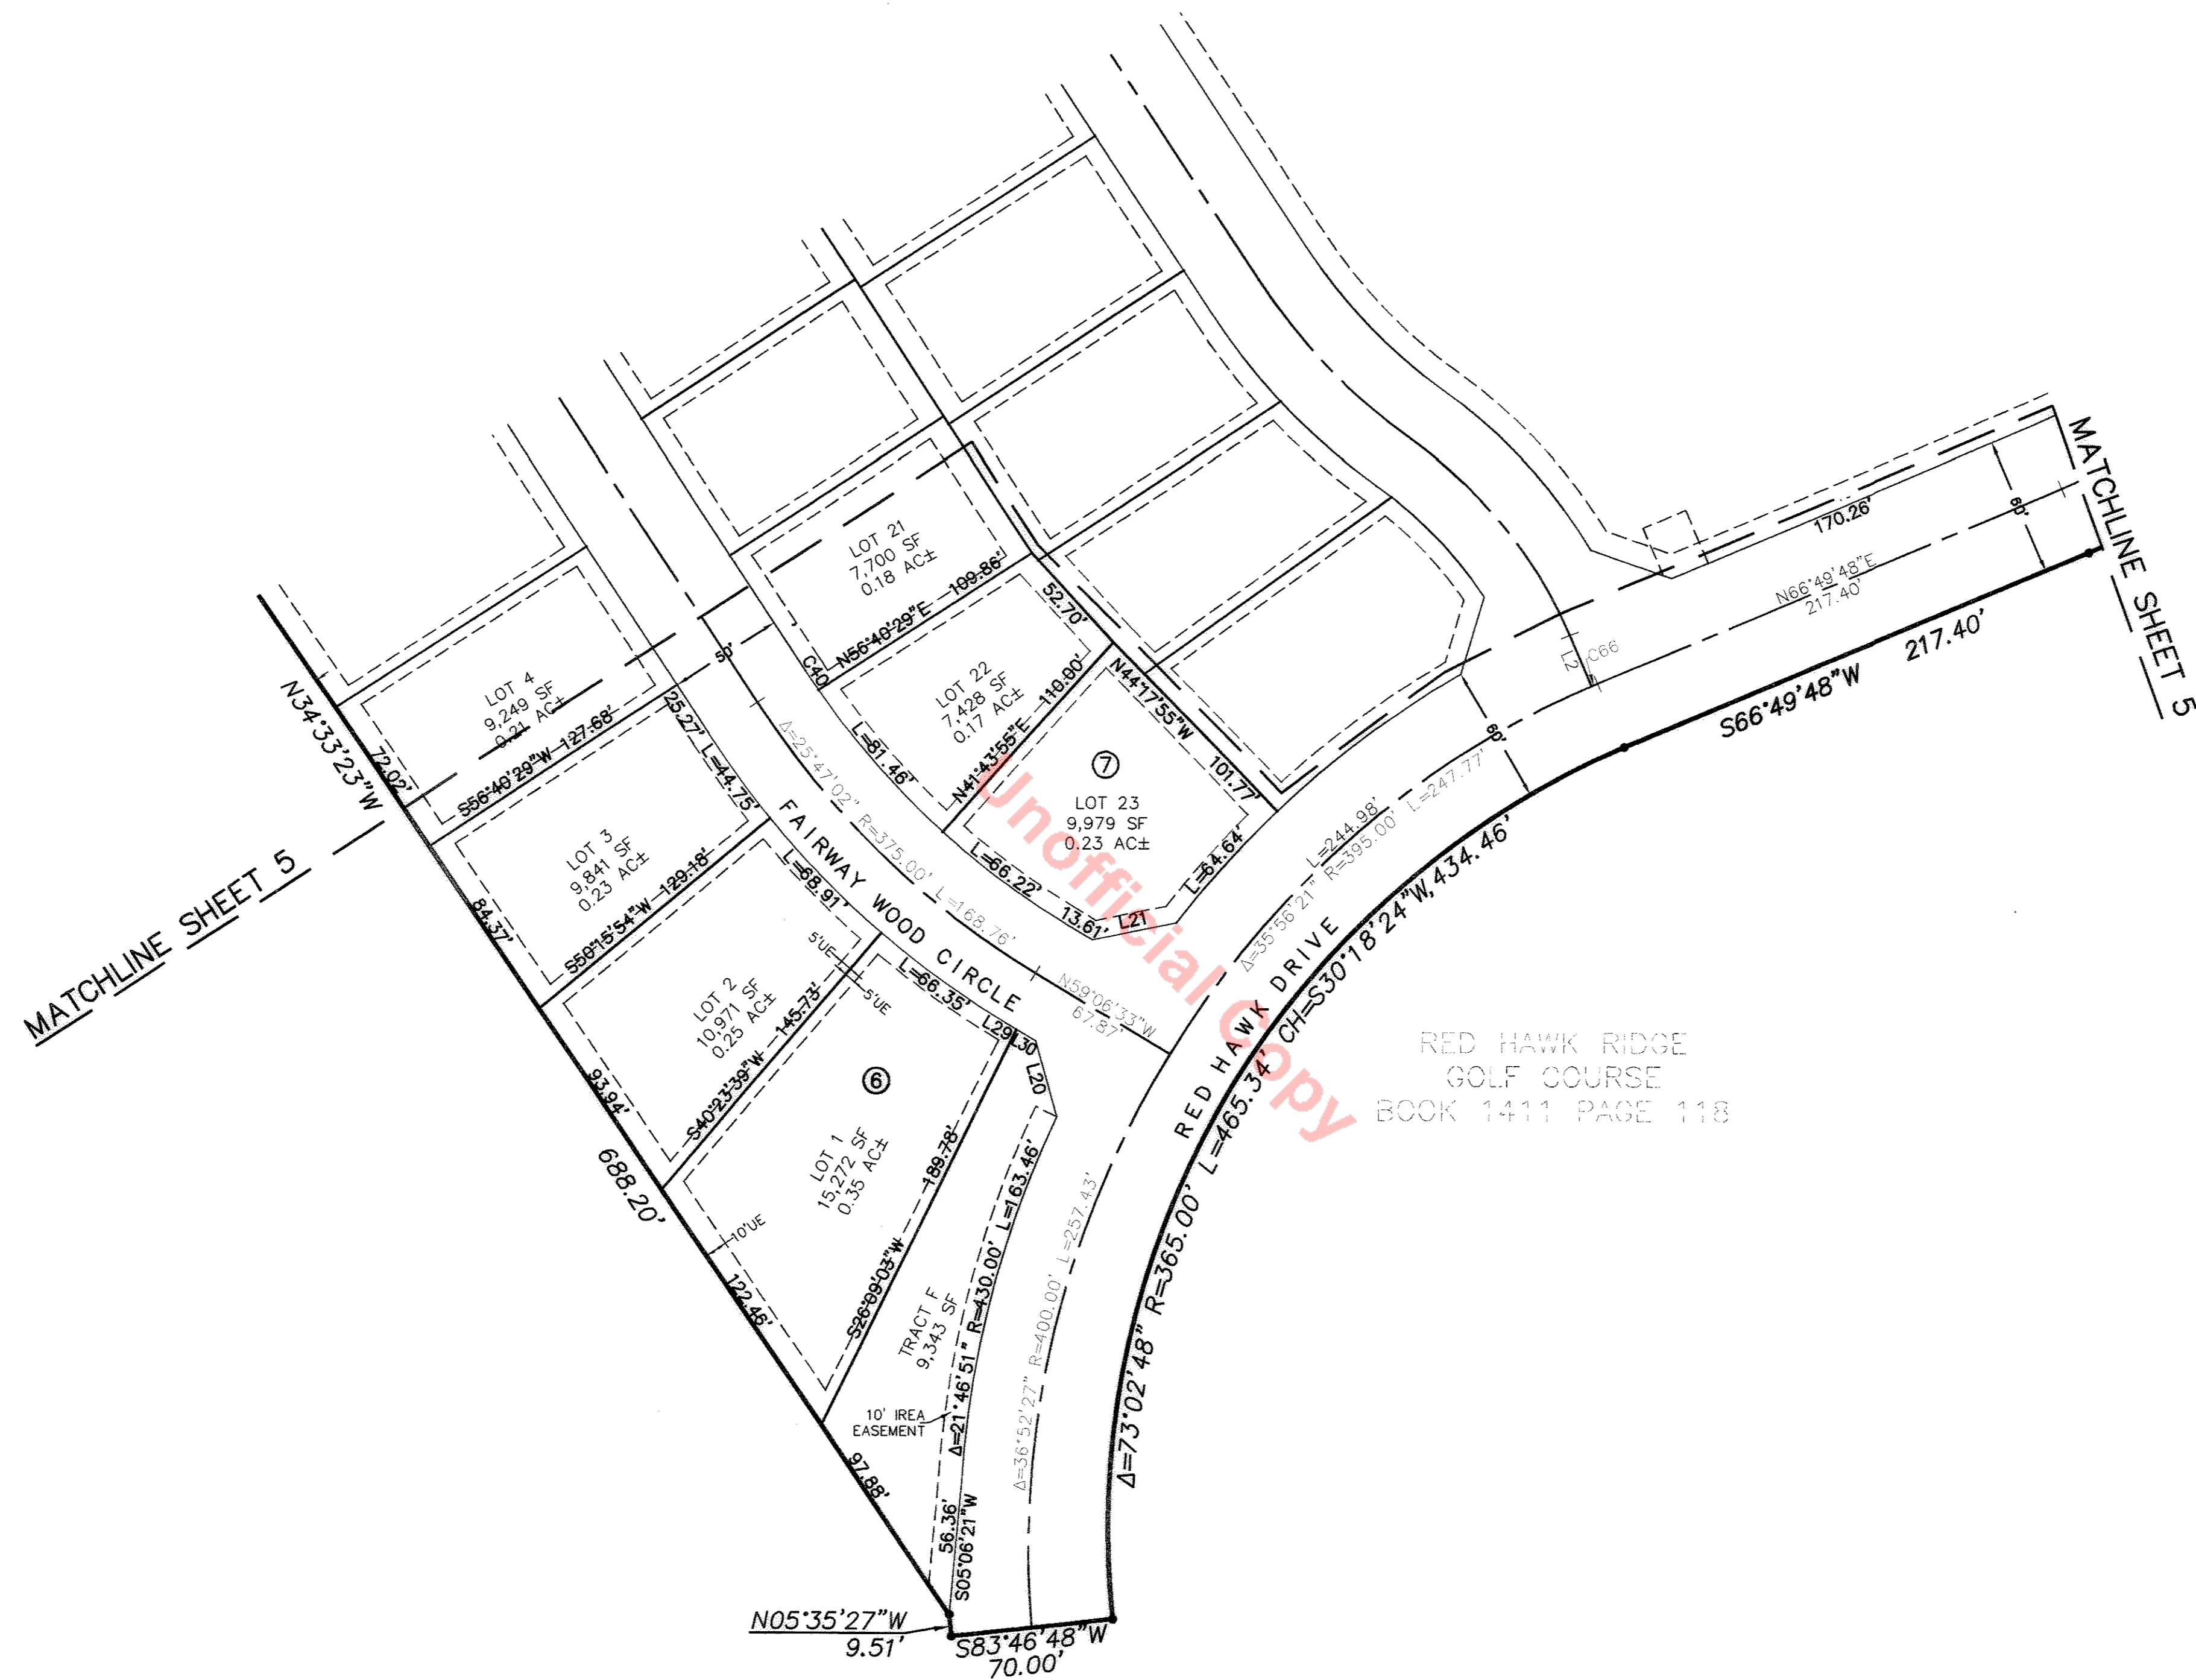 MATCHLINE SHEET 5
170.26'
60'
N66°49'48"E
217.40'
217.40'
S66°49'48"W
L2
C66
MATCHLINE SHEET 5
N34°33'23"W
688.20'
LOT 21
7,700 SF
0.18 AC±
N56°40'29"E 109.86'
52.70'
C40
50'
LOT 4
9,249 SF
0.21 AC±
72.02'
S56°40'29"W 127.68'
25.27'
L=44.75'
LOT 22
7,428 SF
0.17 AC±
L=81.46'
N41°43'55"E 110.00'
N44°17'55"W
101.77'
⑦
LOT 23
9,979 SF
0.23 AC±
L=66.22'
13.61'
L21
L=64.64'
LOT 3
9,841 SF
0.23 AC±
84.37'
S50°15'54"W 129.18'
L=68.91'
Δ=25°47'02" R=375.00' L=168.76'
FAIRWAY WOOD CIRCLE
N59°06'33"W
67.87'
60'
L=244.98'
Δ=35°56'21" R=395.00' L=247.77'
RED HAWK DRIVE
LOT 2
10,971 SF
0.25 AC±
93.94'
S40°23'39"W 145.73'
5'UE
5'UE
L=66.35'
L29
L30
L20
⑥
LOT 1
15,272 SF
0.35 AC±
10'UE
122.46'
S26°09'03"W 189.78'
TRACT F
9,343 SF
10' IREA
EASEMENT
97.88'
Δ=21°46'51" R=430.00' L=163.46'
56.36'
S05°06'21"W
Δ=36°52'27" R=400.00' L=257.43'
Δ=73°02'48" R=365.00' L=465.34' CH=S30°18'24"W, 434.46'
RED HAWK RIDGE
GOLF COURSE
BOOK 1411 PAGE 118
N05°35'27"W
9.51'
S83°46'48"W
70.00'
Unofficial Copy